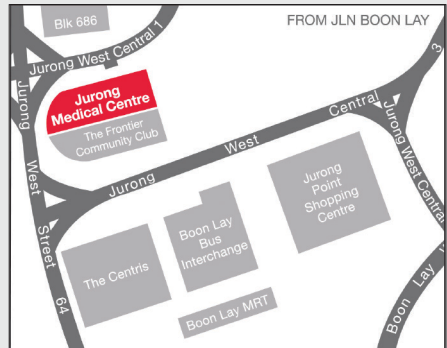 Blk 686
FROM JLN BOON LAY
Jurong West Central 1
Jurong
Medical Centre
The Frontier
Community Club
Jurong West Street 64
Jurong West Central 3
Jurong West Central
Jurong
Point
Shopping
Centre
Boon Lay
Bus
Interchange
The Centris
Boon Lay MRT
Boon Lay